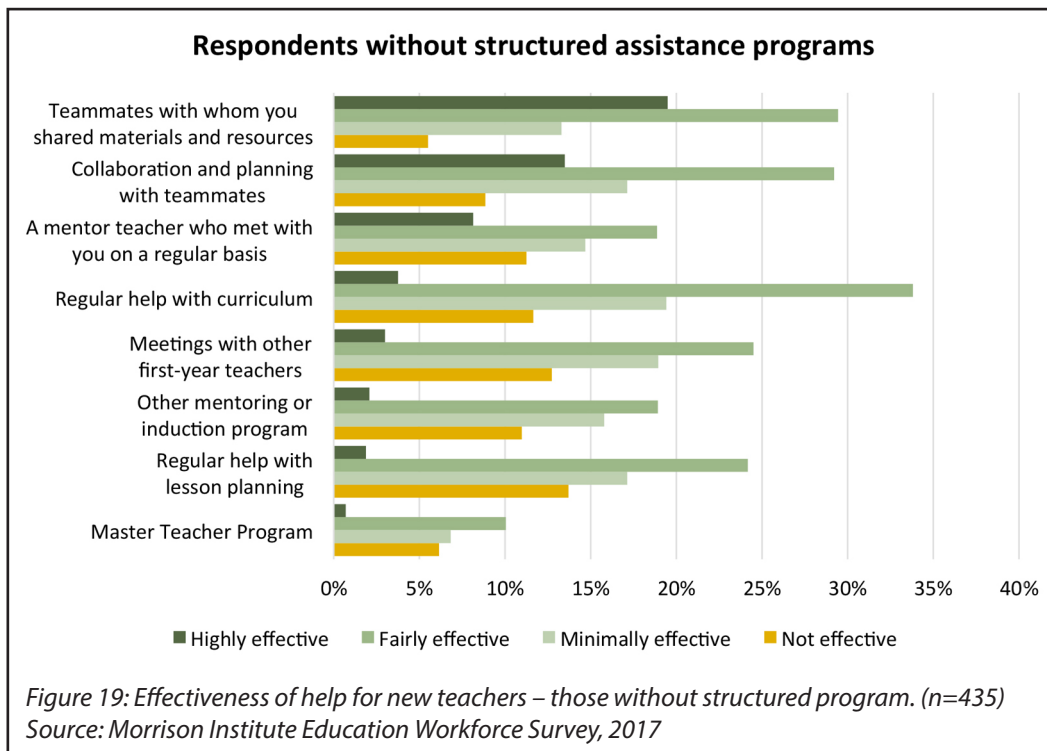 Respondents without structured assistance programs
Teammates with whom you
shared materials and resources
Collaboration and planning
with teammates
A mentor teacher who met with
you on a regular basis
Regular help with curriculum
Meetings with other
first-year teachers
Other mentoring or
induction program
Regular help with
lesson planning
Master Teacher Program
0% 5% 10% 15% 20% 25% 30% 35% 40%
Highly effective Fairly effective Minimally effective Not effective
Figure 19: Effectiveness of help for new teachers – those without structured program. (n=435)
Source: Morrison Institute Education Workforce Survey, 2017